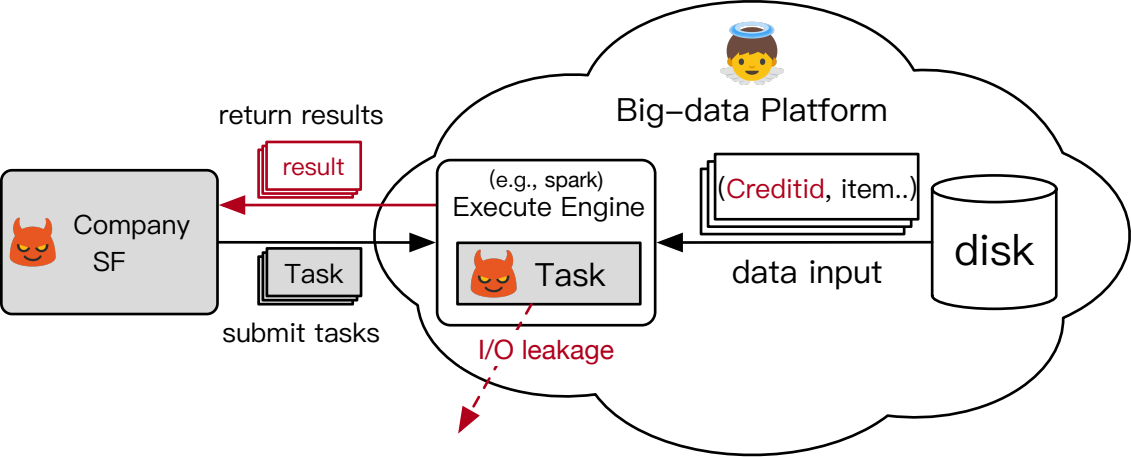 Big-data Platform
return results
result
Company
SF
Task
submit tasks
(e.g., spark)
Execute Engine
Task
I/O leakage
(Creditid, item..)
data input
disk